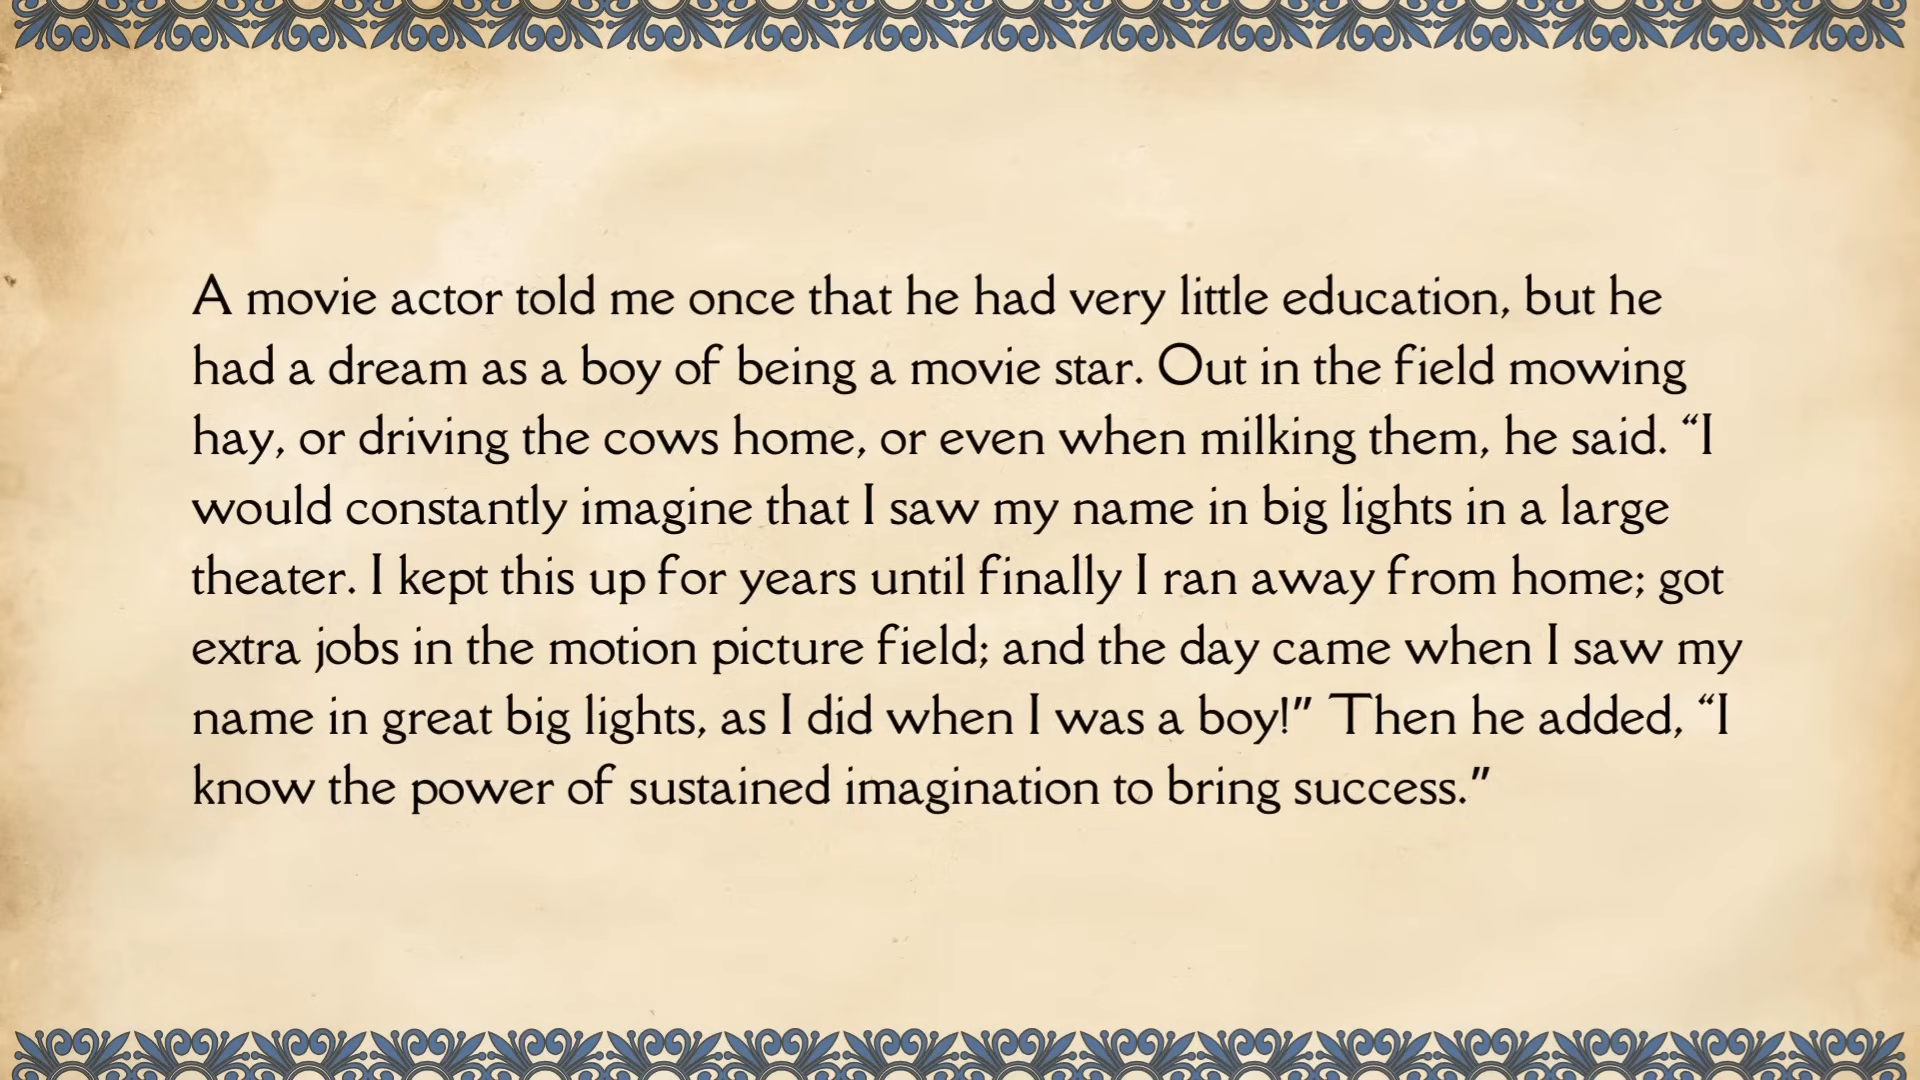 A movie actor told me once that he had very little education, but he
had a dream as a boy of being a movie star. Out in the field mowing
hay, or driving the cows home, or even when milking them, he said. “I
would constantly imagine that I saw my name in big lights in a large
theater. I kept this up for years until finally I ran away from home; got
extra jobs in the motion picture field; and the day came when I saw my
name in great big lights, as I did when I was a boy!” Then he added, “I
know the power of sustained imagination to bring success.”